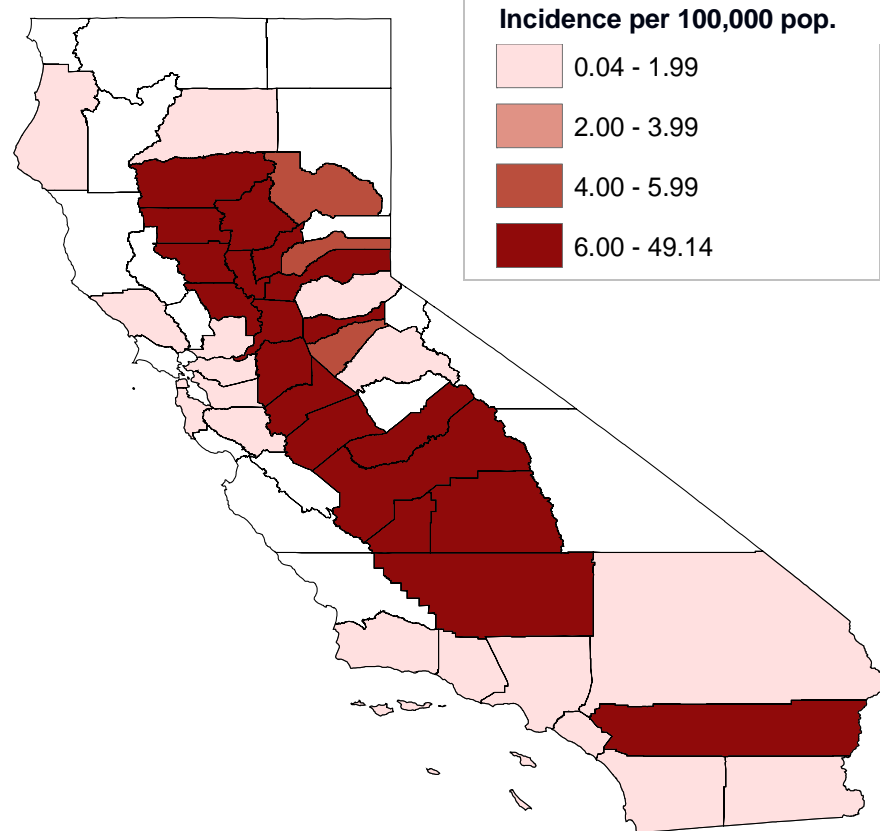 Incidence per 100,000 pop.
0.04 - 1.99
2.00 - 3.99
4.00 - 5.99
6.00 - 49.14